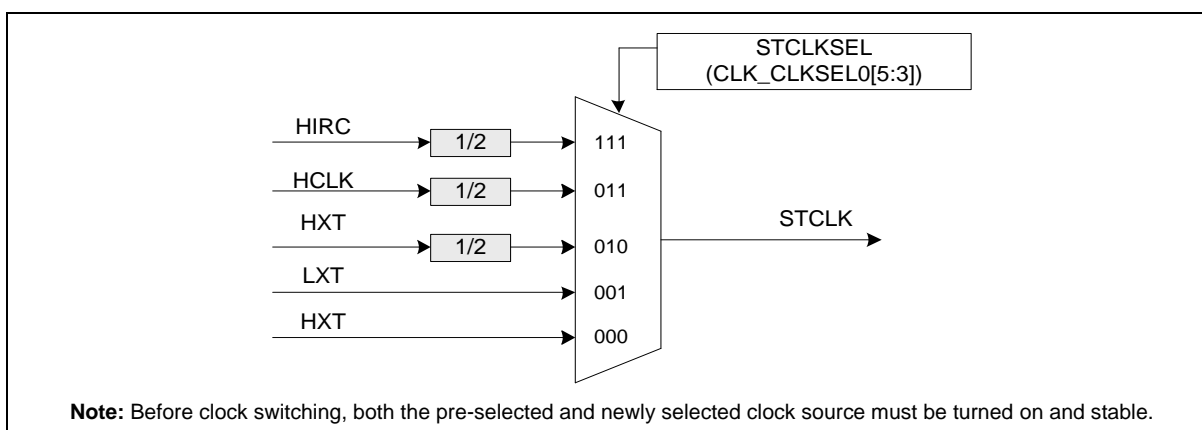 STCLKSEL
(CLK_CLKSEL0[5:3])
HIRC
1/2
111
HCLK
1/2
011
HXT
1/2
010
STCLK
LXT
001
HXT
000
Note: Before clock switching, both the pre-selected and newly selected clock source must be turned on and stable.